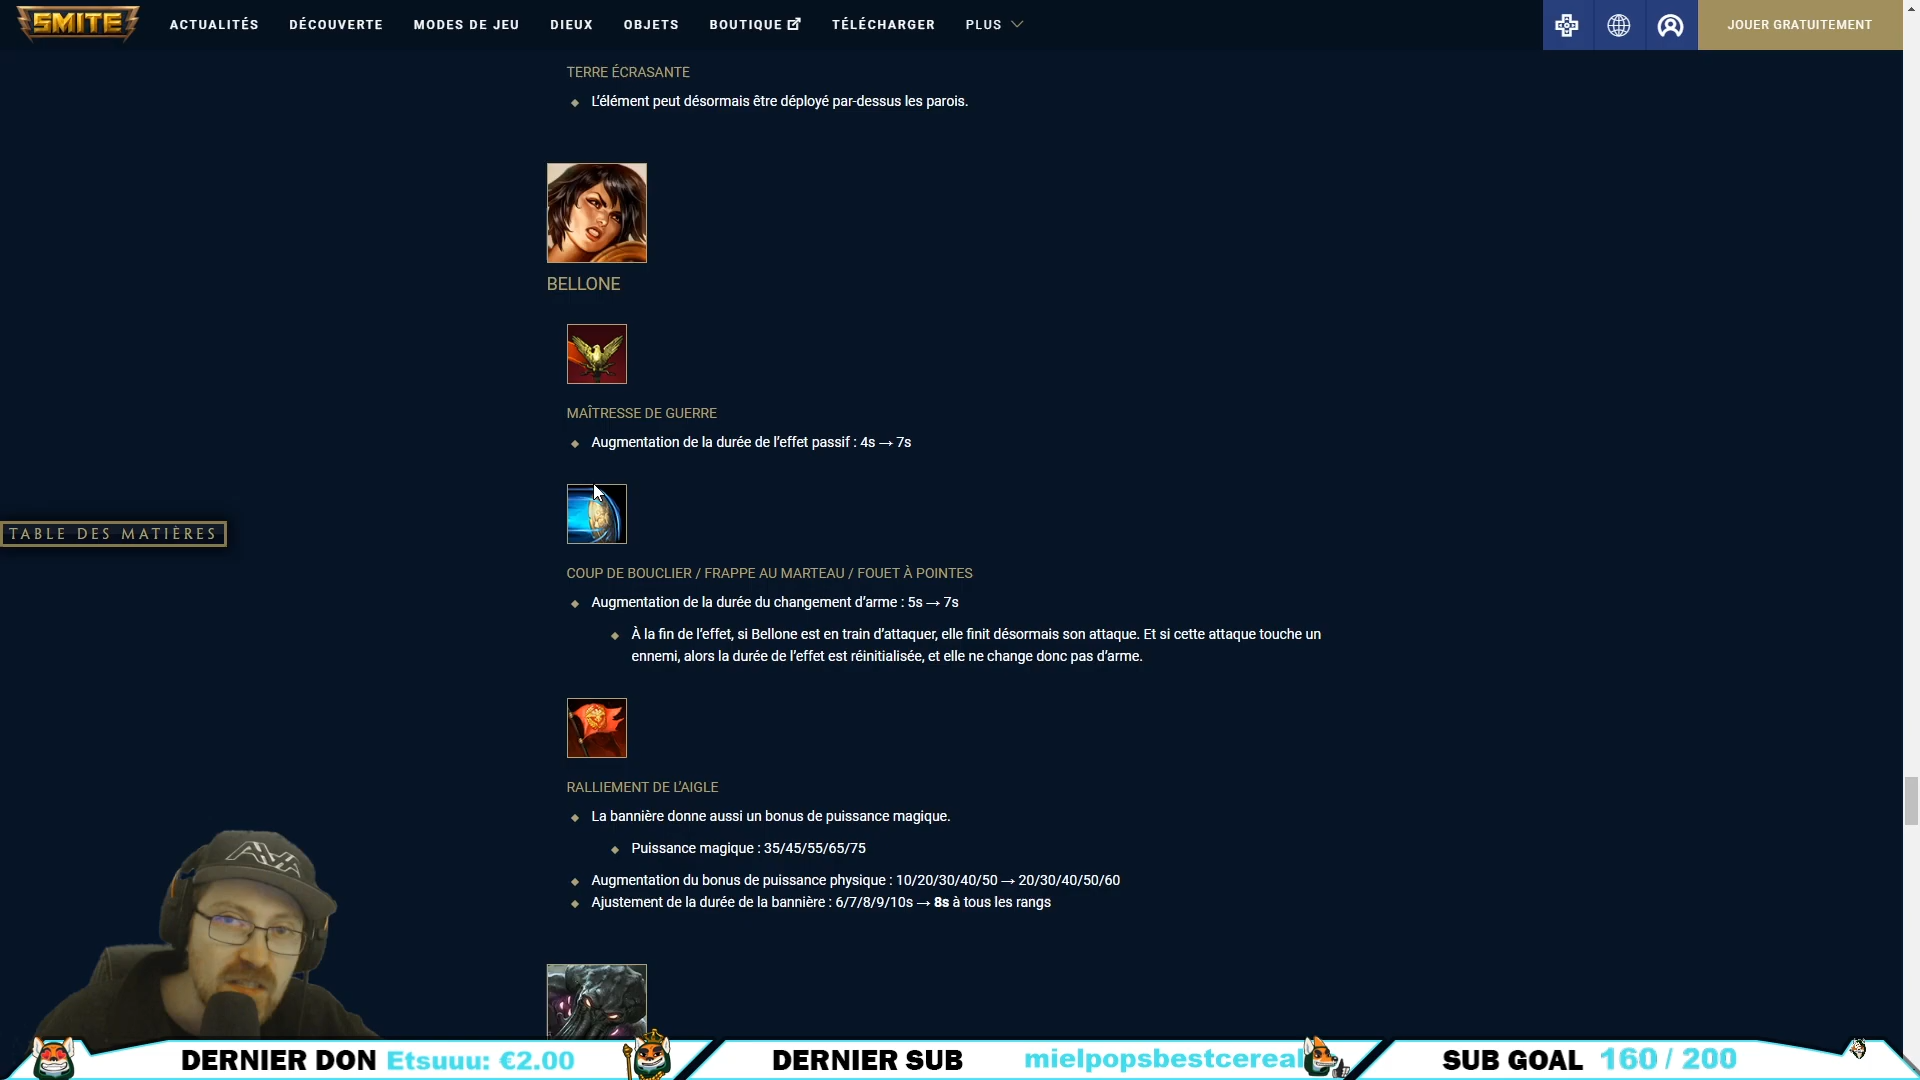 SMITE
ACTUALITÉS DÉCOUVERTE MODES DE JEU DIEUX OBJETS BOUTIQUE TÉLÉCHARGER PLUS
JOUER GRATUITEMENT
TERRE ÉCRASANTE
L’élément peut désormais être déployé par-dessus les parois.
BELLONE
MAÎTRESSE DE GUERRE
Augmentation de la durée de l’effet passif : 4s → 7s
TABLE DES MATIÈRES
COUP DE BOUCLIER / FRAPPE AU MARTEAU / FOUET À POINTES
Augmentation de la durée du changement d’arme : 5s → 7s
À la fin de l’effet, si Bellone est en train d’attaquer, elle finit désormais son attaque. Et si cette attaque touche un
ennemi, alors la durée de l’effet est réinitialisée, et elle ne change donc pas d’arme.
RALLIEMENT DE L’AIGLE
La bannière donne aussi un bonus de puissance magique.
Puissance magique : 35/45/55/65/75
Augmentation du bonus de puissance physique : 10/20/30/40/50 → 20/30/40/50/60
Ajustement de la durée de la bannière : 6/7/8/9/10s → 8s à tous les rangs
AVA
DERNIER DON Etsuuu: €2.00
DERNIER SUB mielpopsbestcereal
SUB GOAL 160 / 200